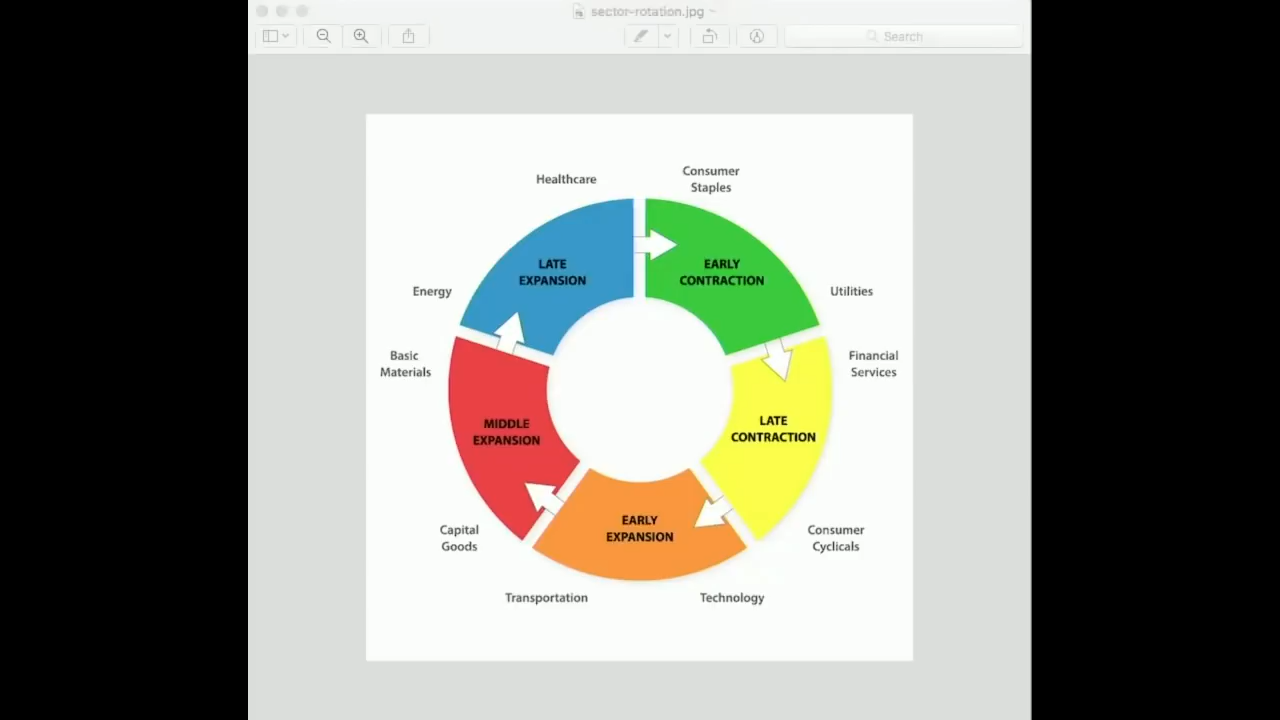 sector-rotation.jpg
Search
Healthcare
Consumer
Staples
LATE
EXPANSION
EARLY
CONTRACTION
Energy
Utilities
Basic
Materials
Financial
Services
MIDDLE
EXPANSION
LATE
CONTRACTION
EARLY
EXPANSION
Capital
Goods
Consumer
Cyclicals
Transportation
Technology